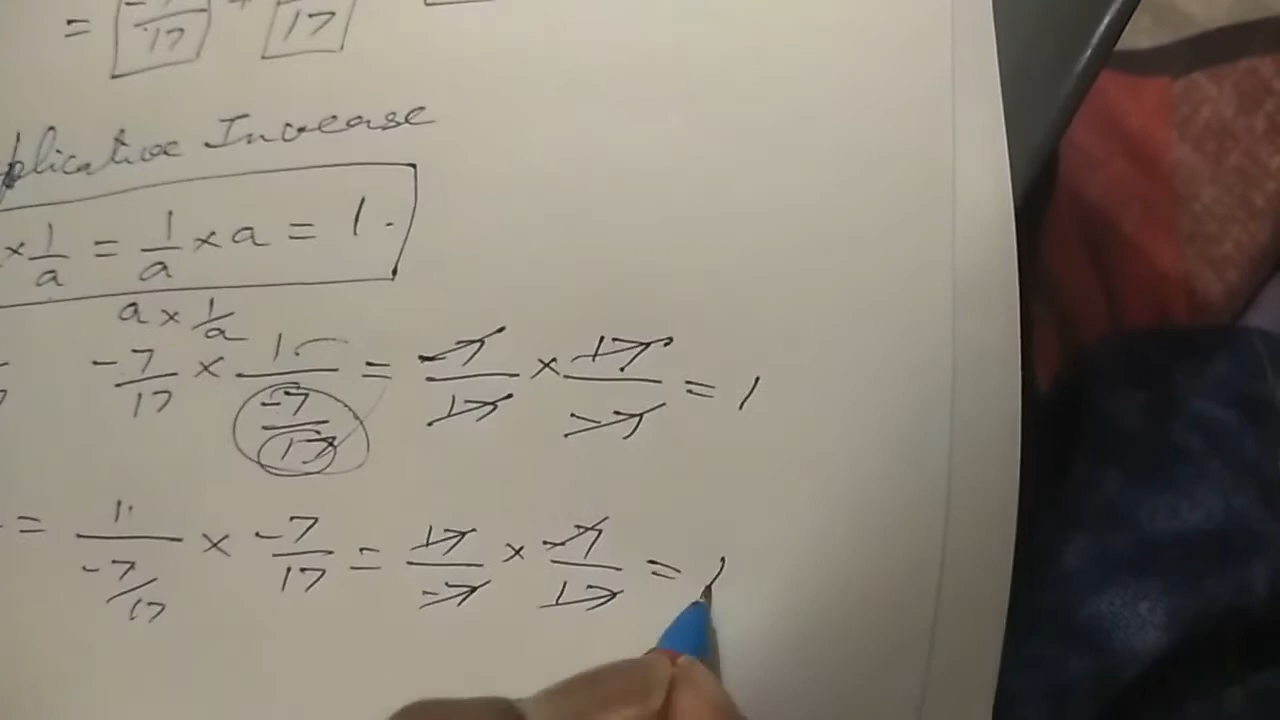 = -7/17 + /17
plicative Increase
× 1/a = 1/a × a = 1.
a × 1/a
-7/17 × 1/(-7/17) = -7/17 × 17/-7 = 1
= 1/(-7/17) × -7/17 = 17/-7 × -7/17 = 1